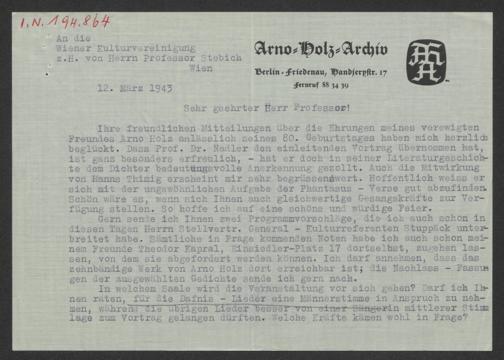 I.N. 194.864
An die
Wiener Kulturvereinigung
z.H. von Herrn Professor Stebich
Wien
Arno-Holz-Archiv
Berlin-Friedenau, Handjerystr. 17
Fernruf 88 34 39
12. März 1943
Sehr geehrter Herr Professor!
Ihre freundlichen Mitteilungen über die Ehrungen meines verewigten
Freundes Arno Holz anlässlich seines 80. Geburtstages haben mich herzlich
beglückt. Dass Prof. Dr. Nadler den einleitenden Vortrag übernommen hat,
ist ganz besonders erfreulich, - hat er doch in seiner Literaturgeschich-
te dem Dichter bedeutungsvolle Anerkennung gezollt. Auch die Mitwirkung
von Hanns Thimig erscheint mir sehr begrüssenswert. Hoffentlich weiss er
sich mit der ungewöhnlichen Aufgabe der Phantasus - Verse gut abzufinden.
Schön wäre es, wenn sich Ihnen auch gleichwertige Gesangskräfte zur Ver-
fügung stellen. So hoffe ich auf eine schöne und würdige Feier.
Gern sende ich Ihnen zwei Programmvorschläge, die ich auch schon in
diesen Tagen Herrn Stellvertr. General - Kulturreferenten Stuppäck unter-
breitet habe. Sämtliche in Frage kommenden Noten habe ich auch schon mei-
nem Freunde Theodor Kapral, Einsiedler-Platz 17 dortselbst, zugehen las-
sen, von dem sie abgefordert werden können. Ich darf annehmen, dass das
zehnbändige Werk von Arno Holz dort erreichbar ist; die Nachlass - Fassun
gen der ausgewählten Gedichte sende ich gern nach.
In welchem Saale wird die Veranstaltung vor sich gehen? Darf ich Ih-
nen raten, für die Dafnis - Lieder eine Männerstimme in Anspruch zu neh-
men, während die übrigen Lieder besser von einer Sängerin mittlerer Stimm
lage zum Vortrag gelangen dürften. Welche Kräfte kämen wohl in Frage?